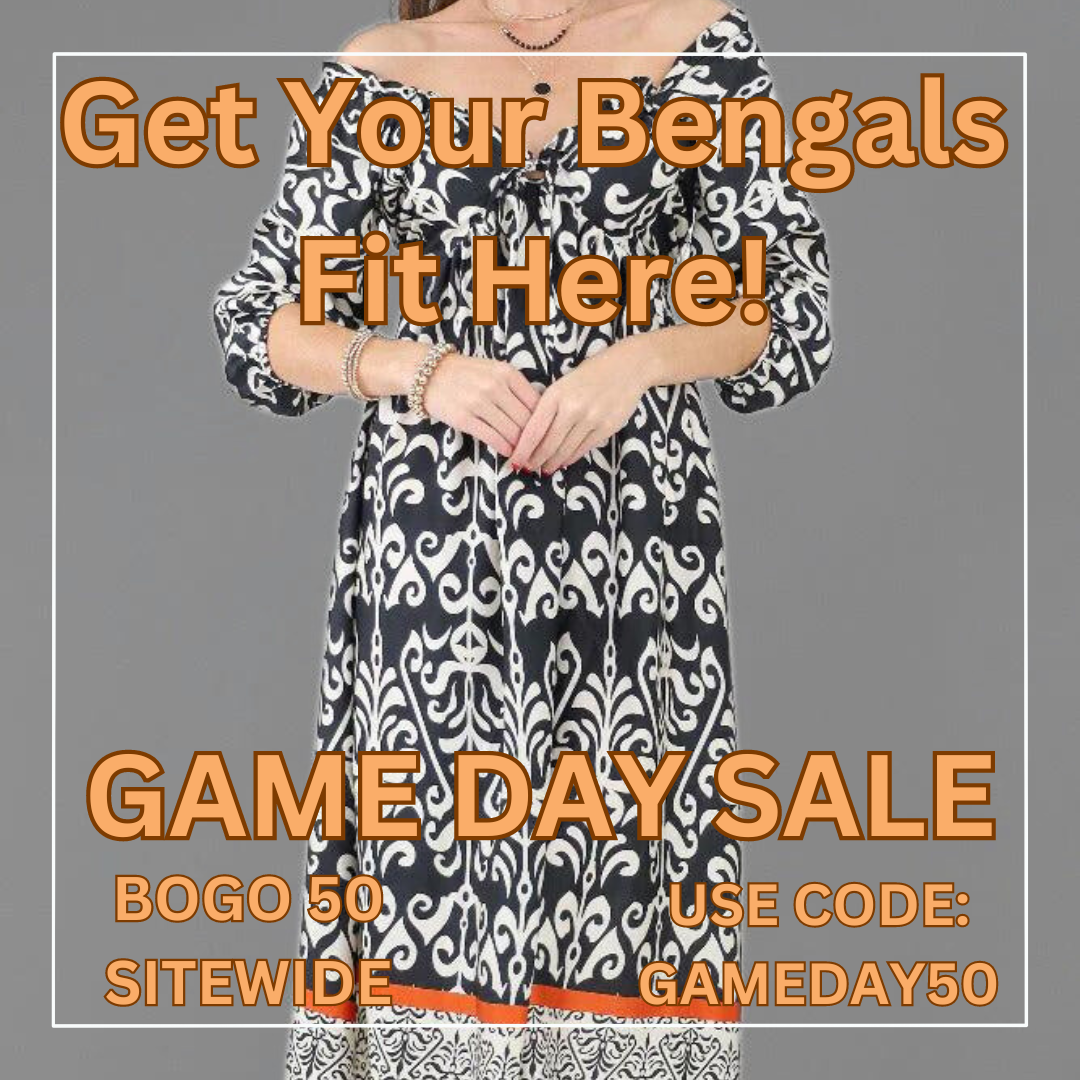 Get Your Bengals
Fit Here!
GAME DAY SALE
BOGO 50
SITEWIDE
USE CODE:
GAMEDAY50